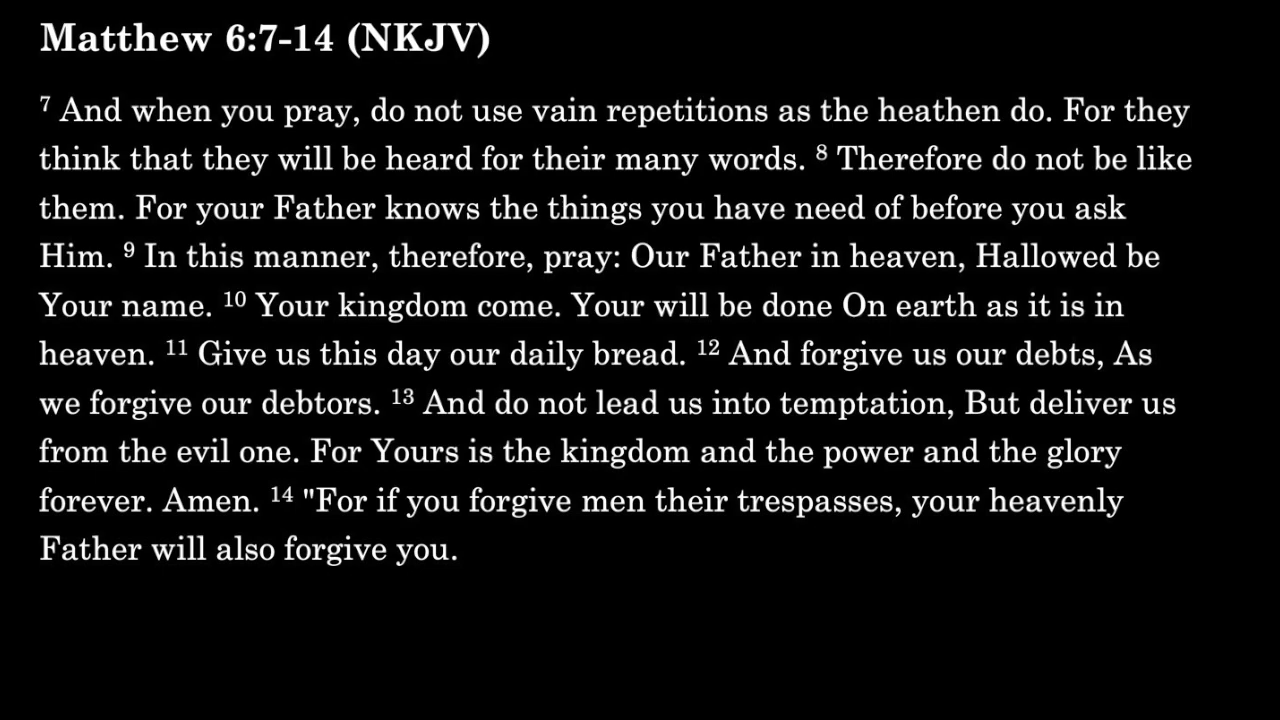 Matthew 6:7-14 (NKJV)
7 And when you pray, do not use vain repetitions as the heathen do. For they
think that they will be heard for their many words. 8 Therefore do not be like
them. For your Father knows the things you have need of before you ask
Him. 9 In this manner, therefore, pray: Our Father in heaven, Hallowed be
Your name. 10 Your kingdom come. Your will be done On earth as it is in
heaven. 11 Give us this day our daily bread. 12 And forgive us our debts, As
we forgive our debtors. 13 And do not lead us into temptation, But deliver us
from the evil one. For Yours is the kingdom and the power and the glory
forever. Amen. 14 "For if you forgive men their trespasses, your heavenly
Father will also forgive you.